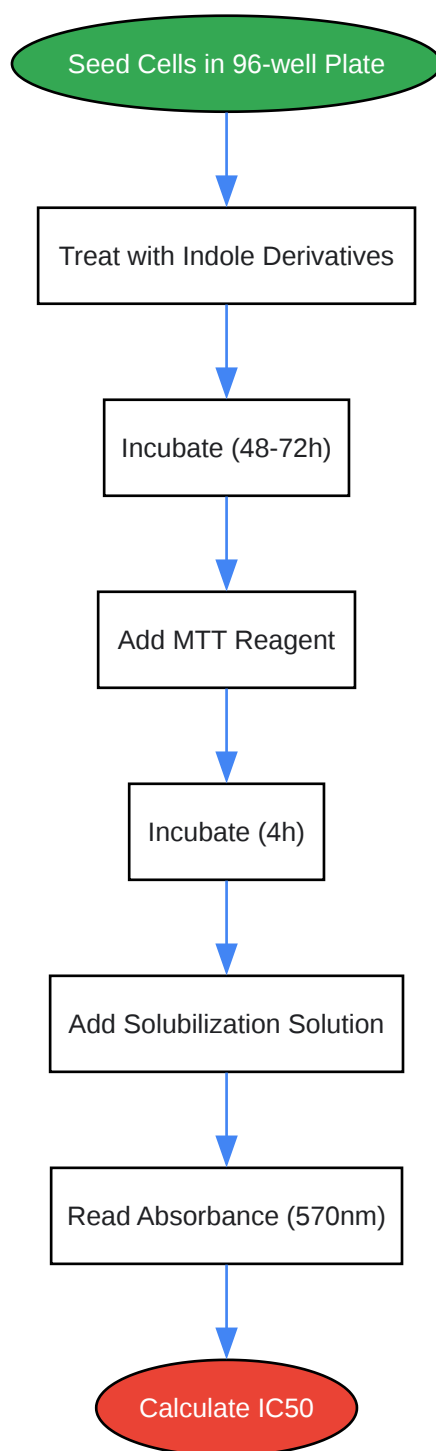 Seed Cells in 96-well Plate
Treat with Indole Derivatives
Incubate (48-72h)
Add MTT Reagent
Incubate (4h)
Add Solubilization Solution
Read Absorbance (570nm)
Calculate IC50